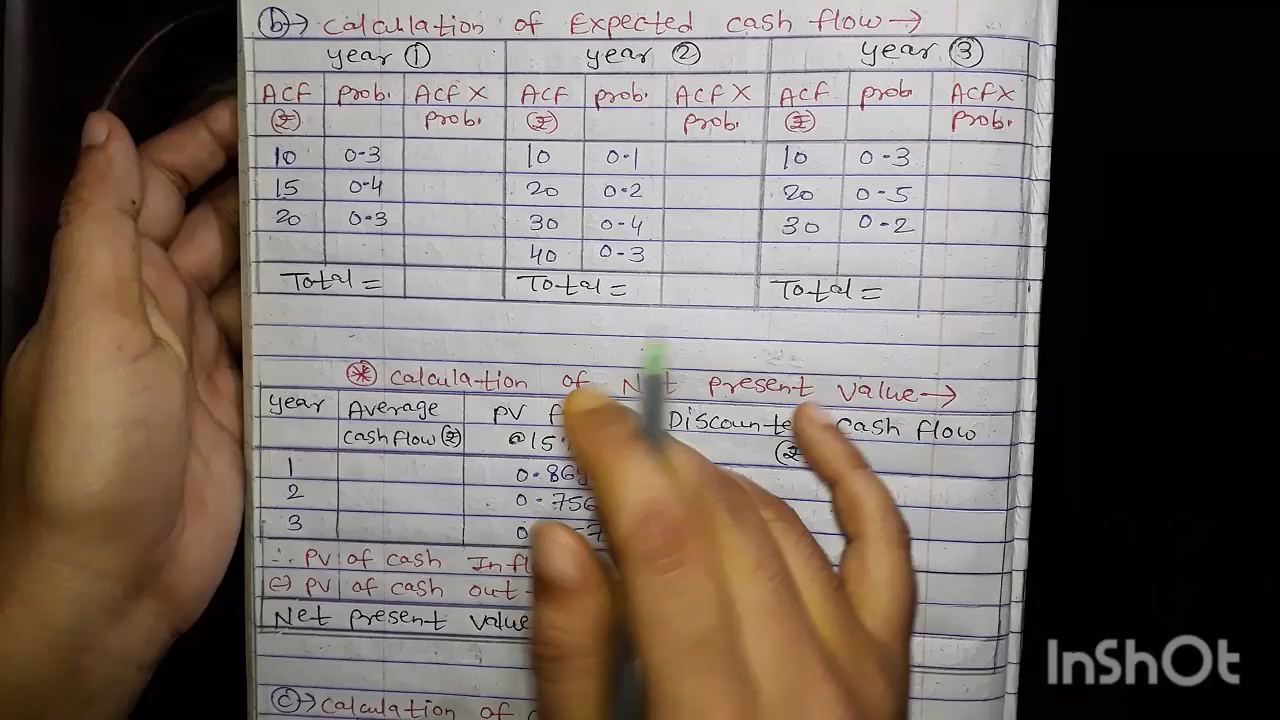 (b)→ Calculation of Expected cash flow →
year ① year ② year ③
ACF Prob. ACF X ACF prob. ACF X ACF prob ACF X
(₹) Prob. (₹) Prob. (₹) Prob.
10 0-3 10 0-1 10 0-3
15 0-4 20 0-2 20 0-5
20 0-3 30 0-4 30 0-2
40 0-3
Total = Total = Total =
(*) Calculation of Net present value →
year Average PV Discounte cash flow
cash flow (₹) @15
1 0-869
2 0-756
3
∴ PV of cash Infl
(-) PV of cash out-
Net present value
(c)→ Calculation of
InShOt